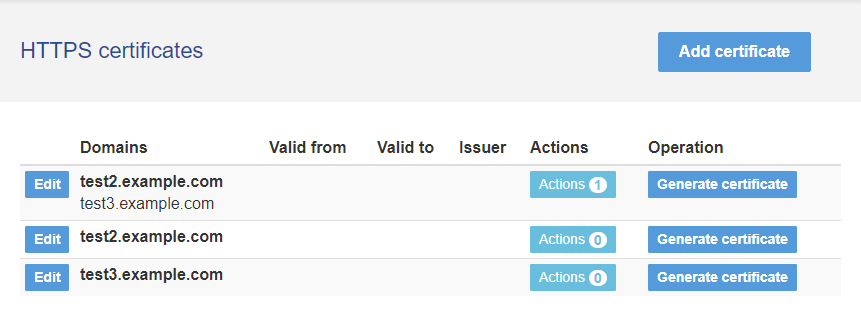 HTTPS certificates
Add certificate
Domains Valid from Valid to Issuer Actions Operation
Edit test2.example.com Actions 1 Generate certificate
test3.example.com
Edit test2.example.com Actions 0 Generate certificate
Edit test3.example.com Actions 0 Generate certificate